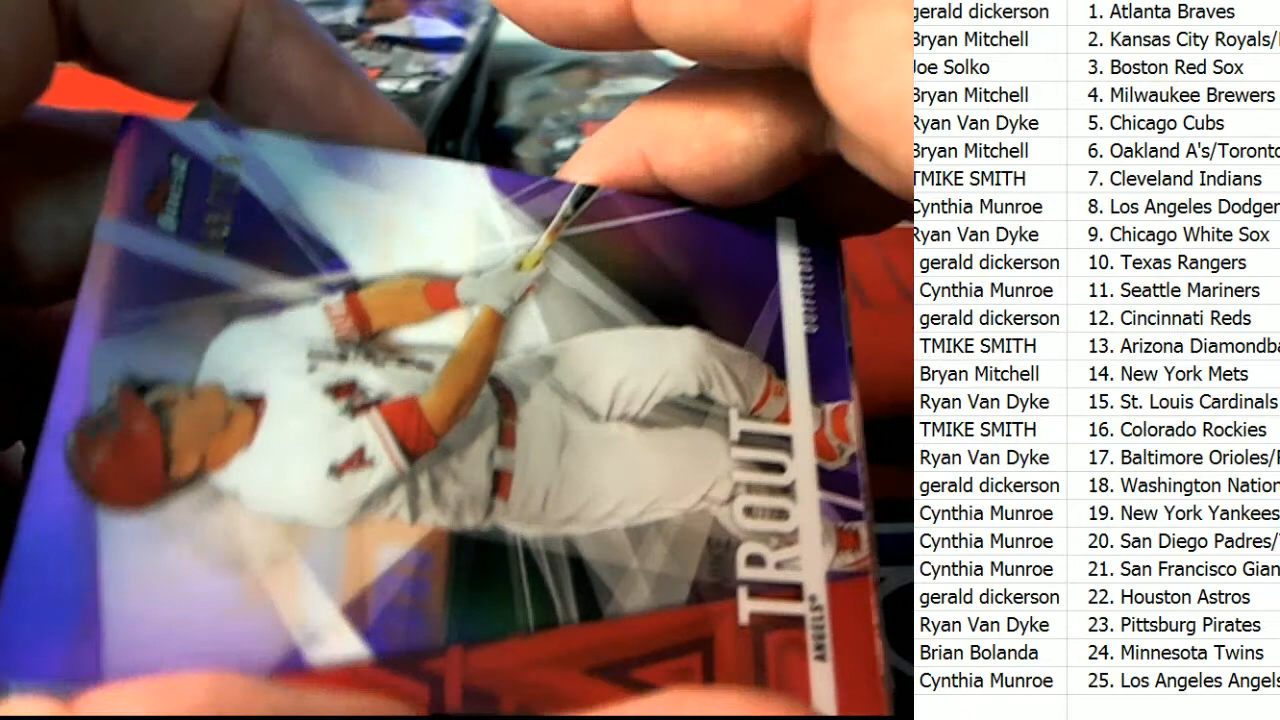 OUTFIELDER
TROUT
ANGELS®
gerald dickerson 1. Atlanta Braves
Bryan Mitchell 2. Kansas City Royals/
Joe Solko 3. Boston Red Sox
Bryan Mitchell 4. Milwaukee Brewers
Ryan Van Dyke 5. Chicago Cubs
Bryan Mitchell 6. Oakland A's/Toronto
TMIKE SMITH 7. Cleveland Indians
Cynthia Munroe 8. Los Angeles Dodger
Ryan Van Dyke 9. Chicago White Sox
gerald dickerson 10. Texas Rangers
Cynthia Munroe 11. Seattle Mariners
gerald dickerson 12. Cincinnati Reds
TMIKE SMITH 13. Arizona Diamondba
Bryan Mitchell 14. New York Mets
Ryan Van Dyke 15. St. Louis Cardinals
TMIKE SMITH 16. Colorado Rockies
Ryan Van Dyke 17. Baltimore Orioles/
gerald dickerson 18. Washington Nation
Cynthia Munroe 19. New York Yankees
Cynthia Munroe 20. San Diego Padres/
Cynthia Munroe 21. San Francisco Gian
gerald dickerson 22. Houston Astros
Ryan Van Dyke 23. Pittsburg Pirates
Brian Bolanda 24. Minnesota Twins
Cynthia Munroe 25. Los Angeles Angels